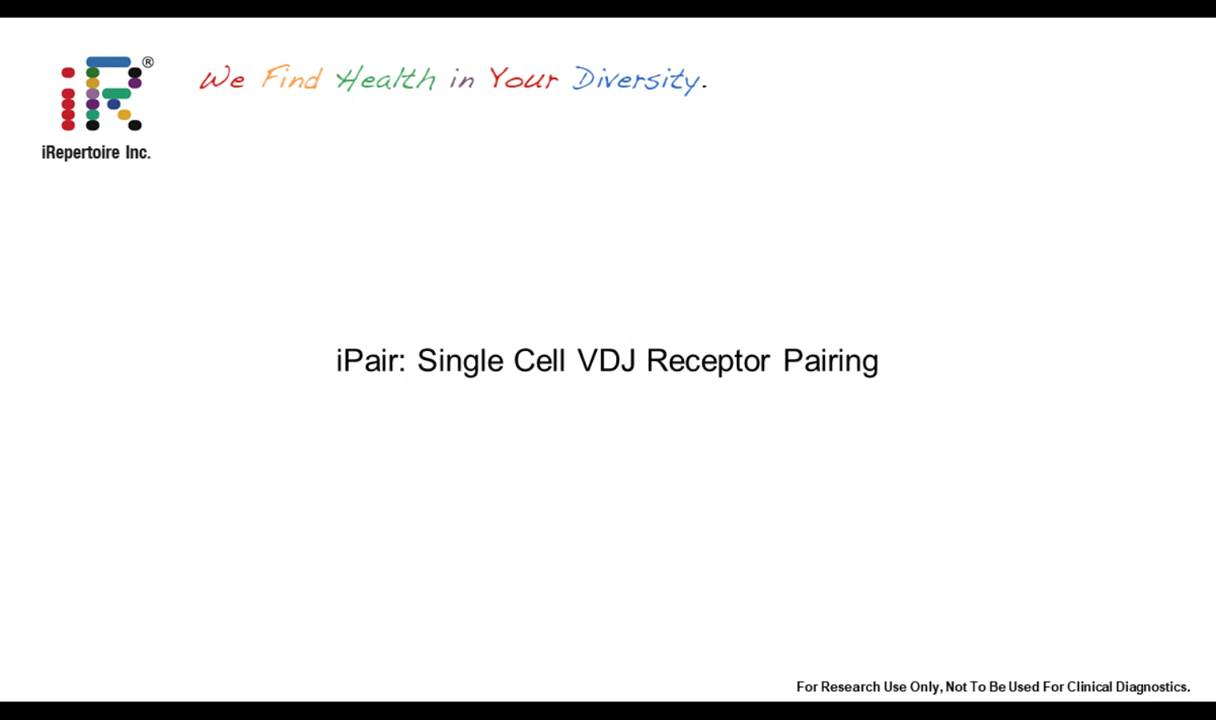 iR®
We Find Health in Your Diversity.
iRepertoire Inc.
iPair: Single Cell VDJ Receptor Pairing
For Research Use Only, Not To Be Used For Clinical Diagnostics.